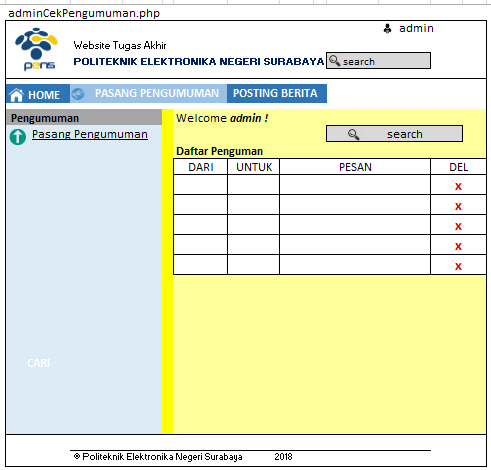 adminCekPengumuman.php
admin
Website Tugas Akhir
POLITEKNIK ELEKTRONIKA NEGERI SURABAYA
search
pens
HOME
PASANG PENGUMUMAN
POSTING BERITA
Pengumuman
Pasang Pengumuman
Welcome admin !
search
Daftar Penguman
DARI UNTUK PESAN DEL
x
x
x
x
x
CARI
® Politeknik Elektronika Negeri Surabaya 2018